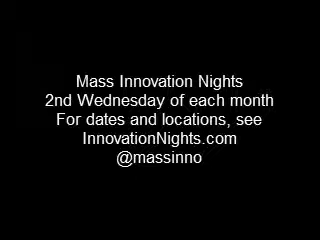 Mass Innovation Nights
2nd Wednesday of each month
For dates and locations, see
InnovationNights.com
@massinno